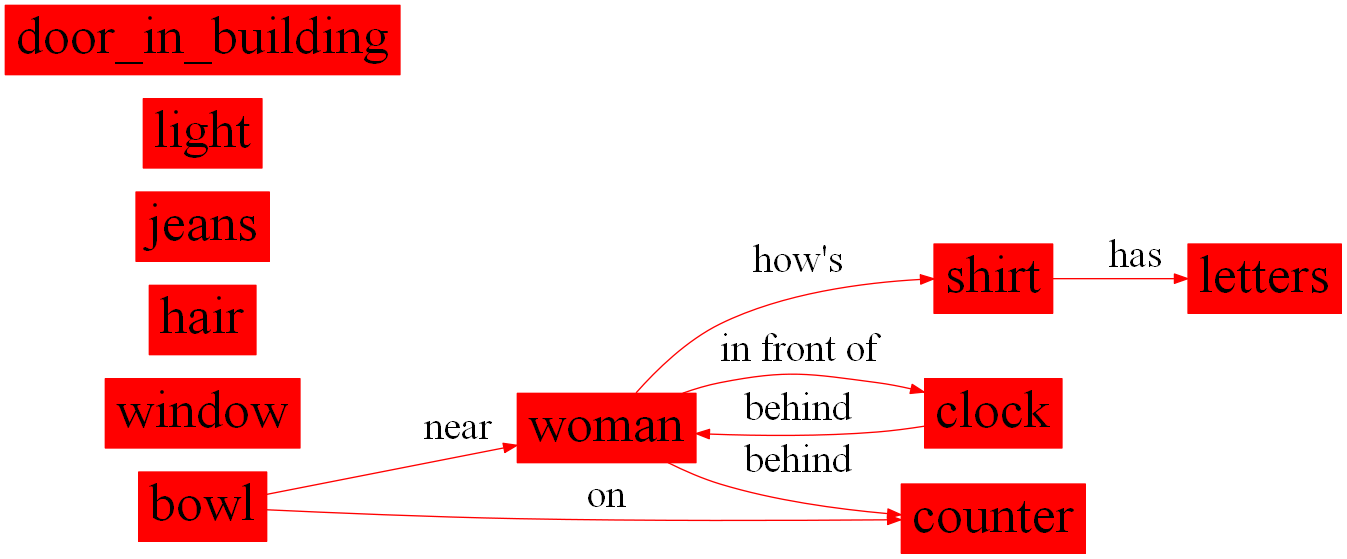 door_in_building
light
jeans
hair
window
bowl
near
on
woman
how's
in front of
behind
behind
shirt
has
letters
clock
counter